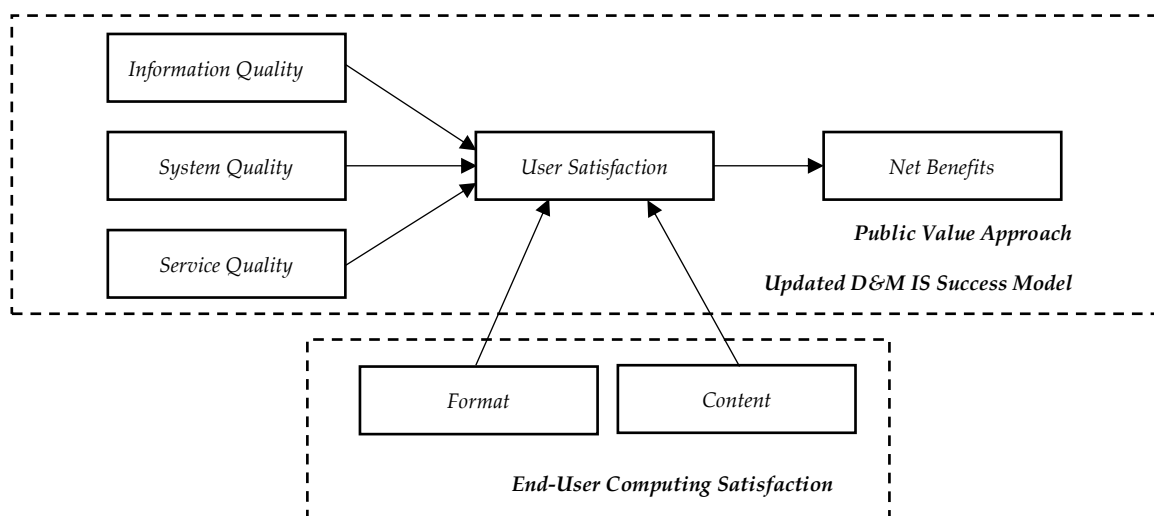 Information Quality
System Quality
User Satisfaction
Net Benefits
Service Quality
Public Value Approach
Updated D&M IS Success Model
Format
Content
End-User Computing Satisfaction